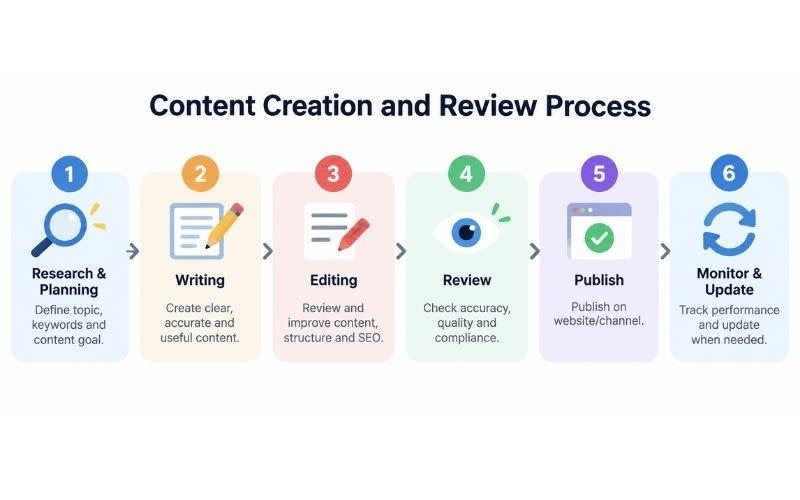 Content Creation and Review Process
1
Research &
Planning
Define topic,
keywords and
content goal.
2
Writing
Create clear,
accurate and
useful content.
3
Editing
Review and
improve content,
structure and SEO.
4
Review
Check accuracy,
quality and
compliance.
5
Publish
Publish on
website/channel.
6
Monitor &
Update
Track performance
and update
when needed.